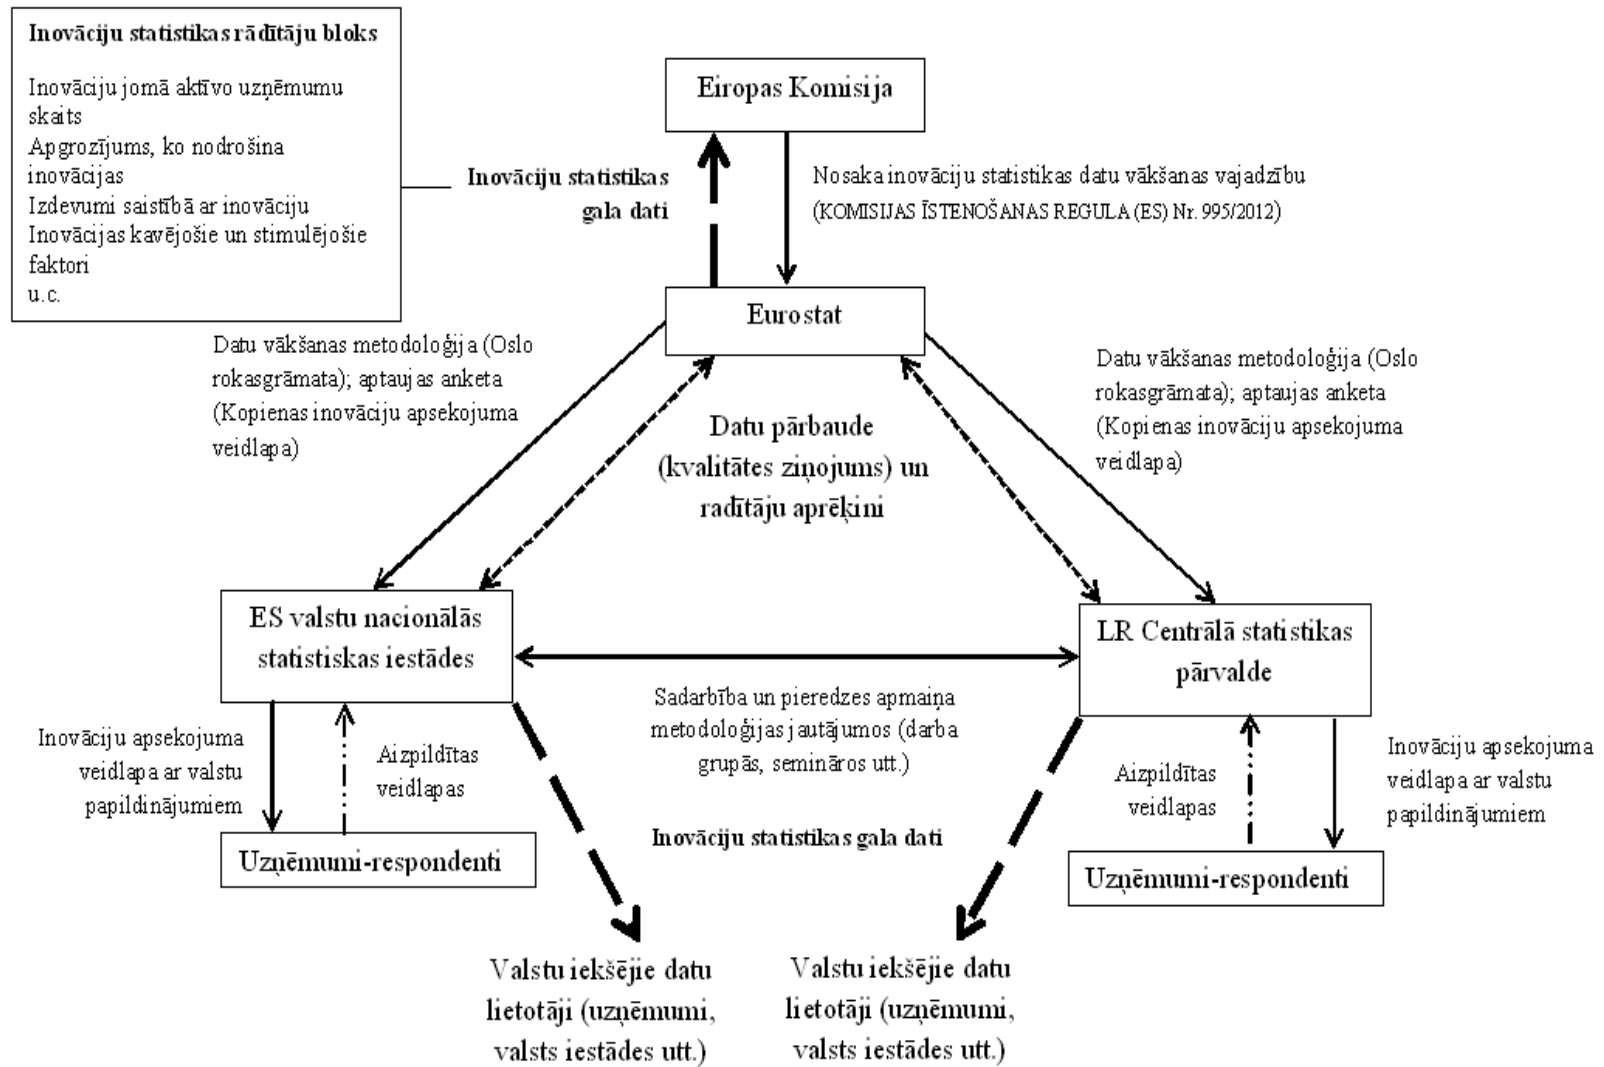 Inovāciju statistikas rādītāju bloks
Inovāciju jomā aktīvo uzņēmumu
skaits
Apgrozījums, ko nodrošina
inovācijas
Izdevumi saistībā ar inovāciju
Inovācijas kavējošie un stimulējošie
faktori
u.c.
Eiropas Komisija
Inovāciju statistikas
gala dati
Nosaka inovāciju statistikas datu vākšanas vajadzību
(KOMISIJAS ĪSTENOŠANAS REGULA (ES) Nr. 995/2012)
Eurostat
Datu vākšanas metodoloģija (Oslo
rokasgrāmata); aptaujas anketa
(Kopienas inovāciju apsekojuma
veidlapa)
Datu pārbaude
(kvalitātes ziņojums) un
radītāju aprēķini
Datu vākšanas metodoloģija (Oslo
rokasgrāmata); aptaujas anketa
(Kopienas inovāciju apsekojuma
veidlapa)
ES valstu nacionālās
statistiskas iestādes
LR Centrālā statistikas
pārvalde
Sadarbība un pieredzes apmaiņa
metodoloģijas jautājumos (darba
grupās, semināros utt.)
Inovāciju apsekojuma
veidlapa ar valstu
papildinājumiem
Aizpildītas
veidlapas
Aizpildītas
veidlapas
Inovāciju apsekojuma
veidlapa ar valstu
papildinājumiem
Inovāciju statistikas gala dati
Uzņēmumi-respondenti
Uzņēmumi-respondenti
Valstu iekšējie datu
lietotāji (uzņēmumi,
valsts iestādes utt.)
Valstu iekšējie datu
lietotāji (uzņēmumi,
valsts iestādes utt.)